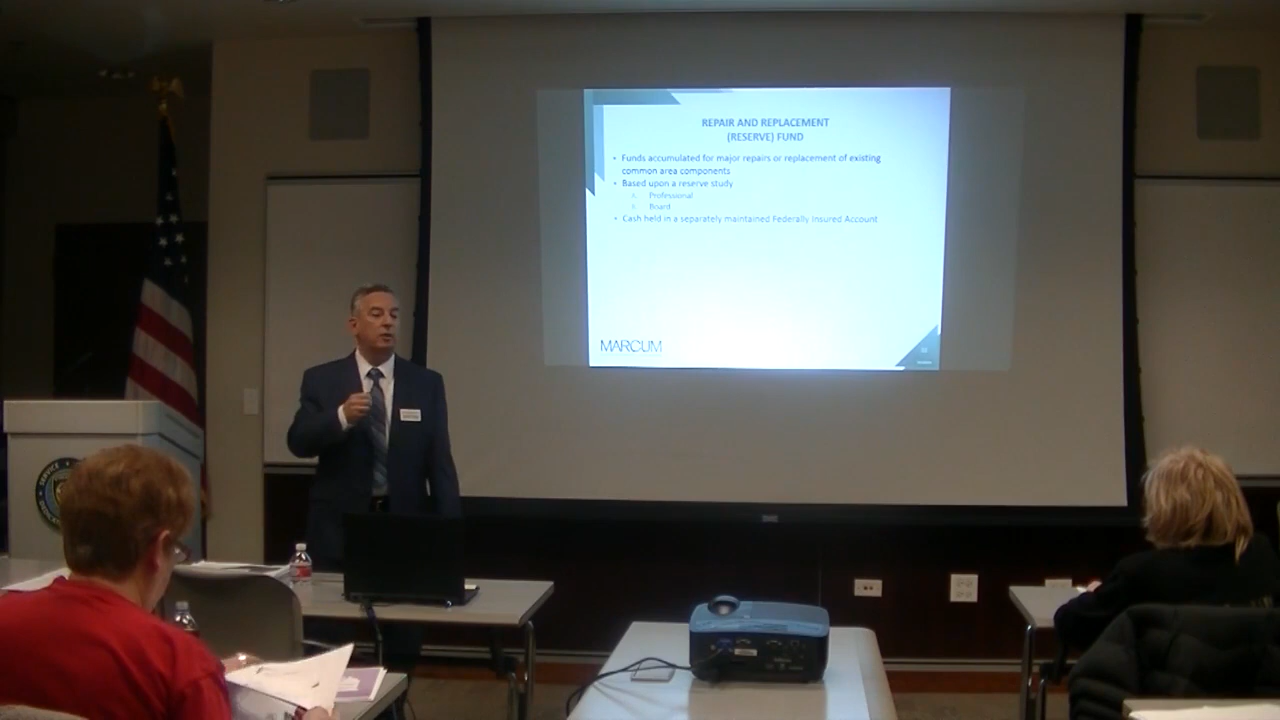 REPAIR AND REPLACEMENT
(RESERVE) FUND
• Funds accumulated for major repairs or replacement of existing
common area components
• Based upon a reserve study
Professional
Board
• Cash held in a separately maintained Federally Insured Account
MARCUM
SERVICE